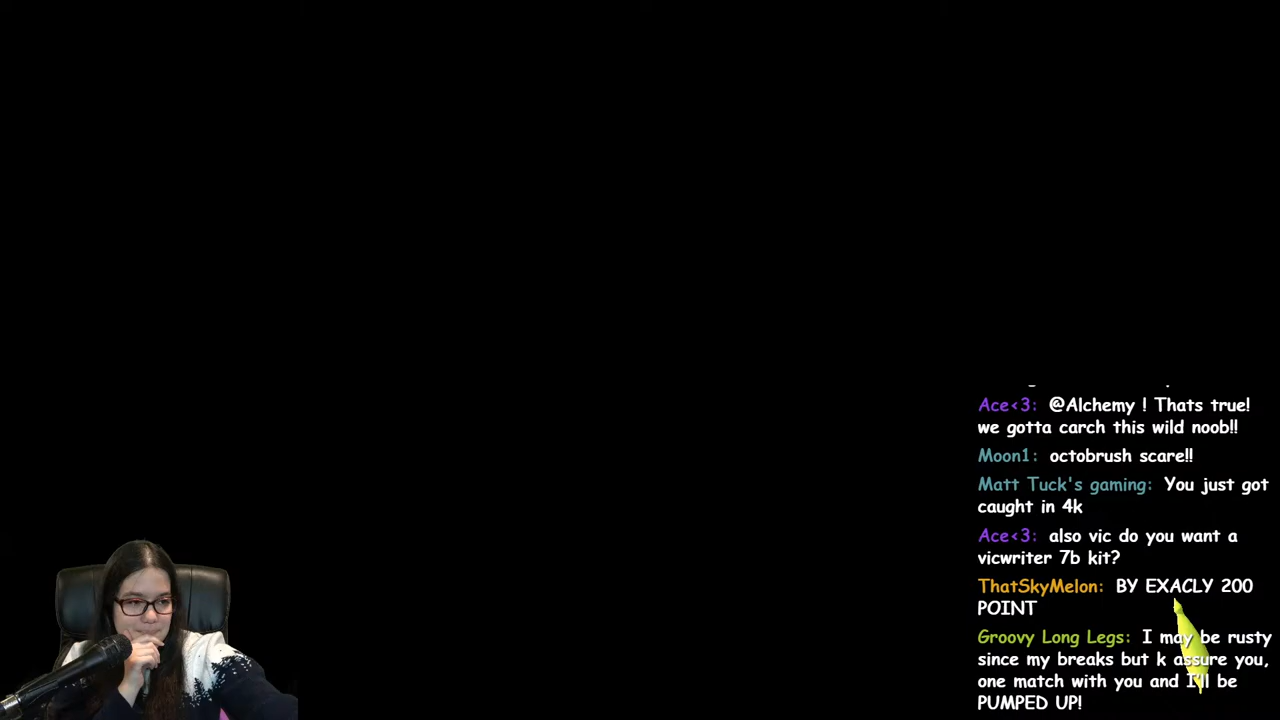 Ace<3: @Alchemy ! Thats true!
we gotta carch this wild noob!!
Moon1: octobrush scare!!
Matt Tuck's gaming: You just got
caught in 4k
Ace<3: also vic do you want a
vicwriter 7b kit?
ThatSkyMelon: BY EXACLY 200
POINT
Groovy Long Legs: I may be rusty
since my breaks but k assure you,
one match with you and I'll be
PUMPED UP!